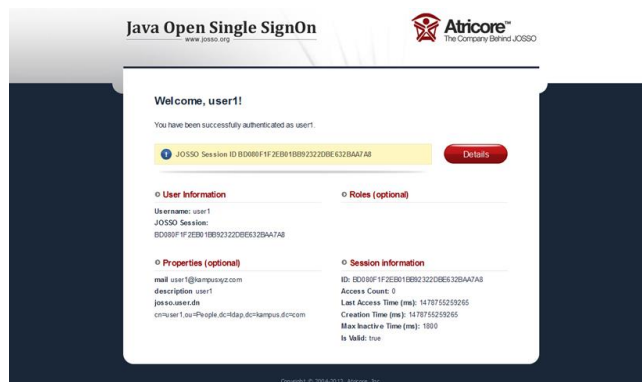 Java Open Single SignOn
www.josso.org
Atricore™
The Company Behind JOSSO
Welcome, user1!
You have been successfully authenticated as user1.
JOSSO Session ID BD080F1F2EB01BB92322DBE632BAA7A8
Details
User Information
Username: user1
JOSSO Session:
BD080F1F2EB01BB92322DBE632BAA7A8
Roles (optional)
Properties (optional)
mail user1@kampusxyz.com
description user1
josso.user.dn
cn=user1,ou=People,dc=ldap,dc=kampus,dc=com
Session information
ID: BD080F1F2EB01BB92322DBE632BAA7A8
Access Count: 0
Last Access Time (ms): 1478755259265
Creation Time (ms): 1478755259265
Max Inactive Time (ms): 1800
Is Valid: true